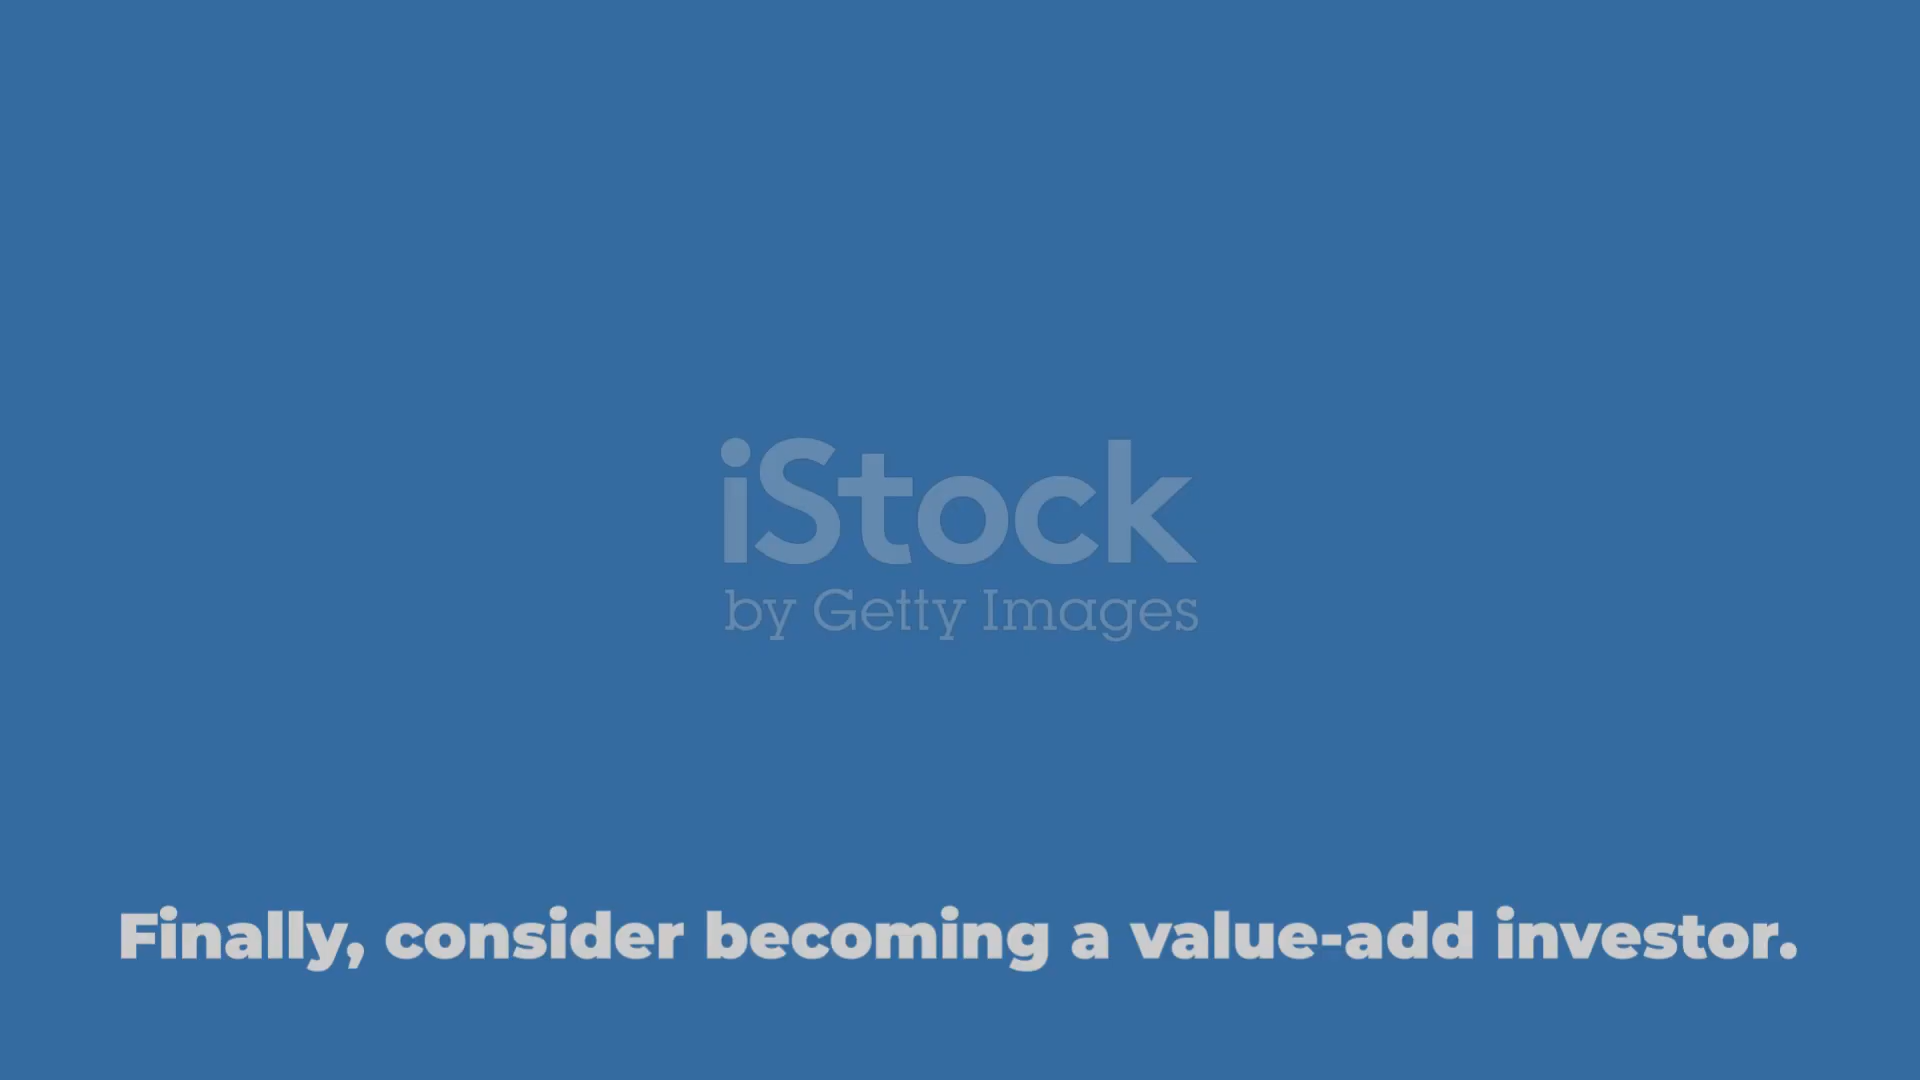 iStock
by Getty Images
Finally, consider becoming a value-add investor.